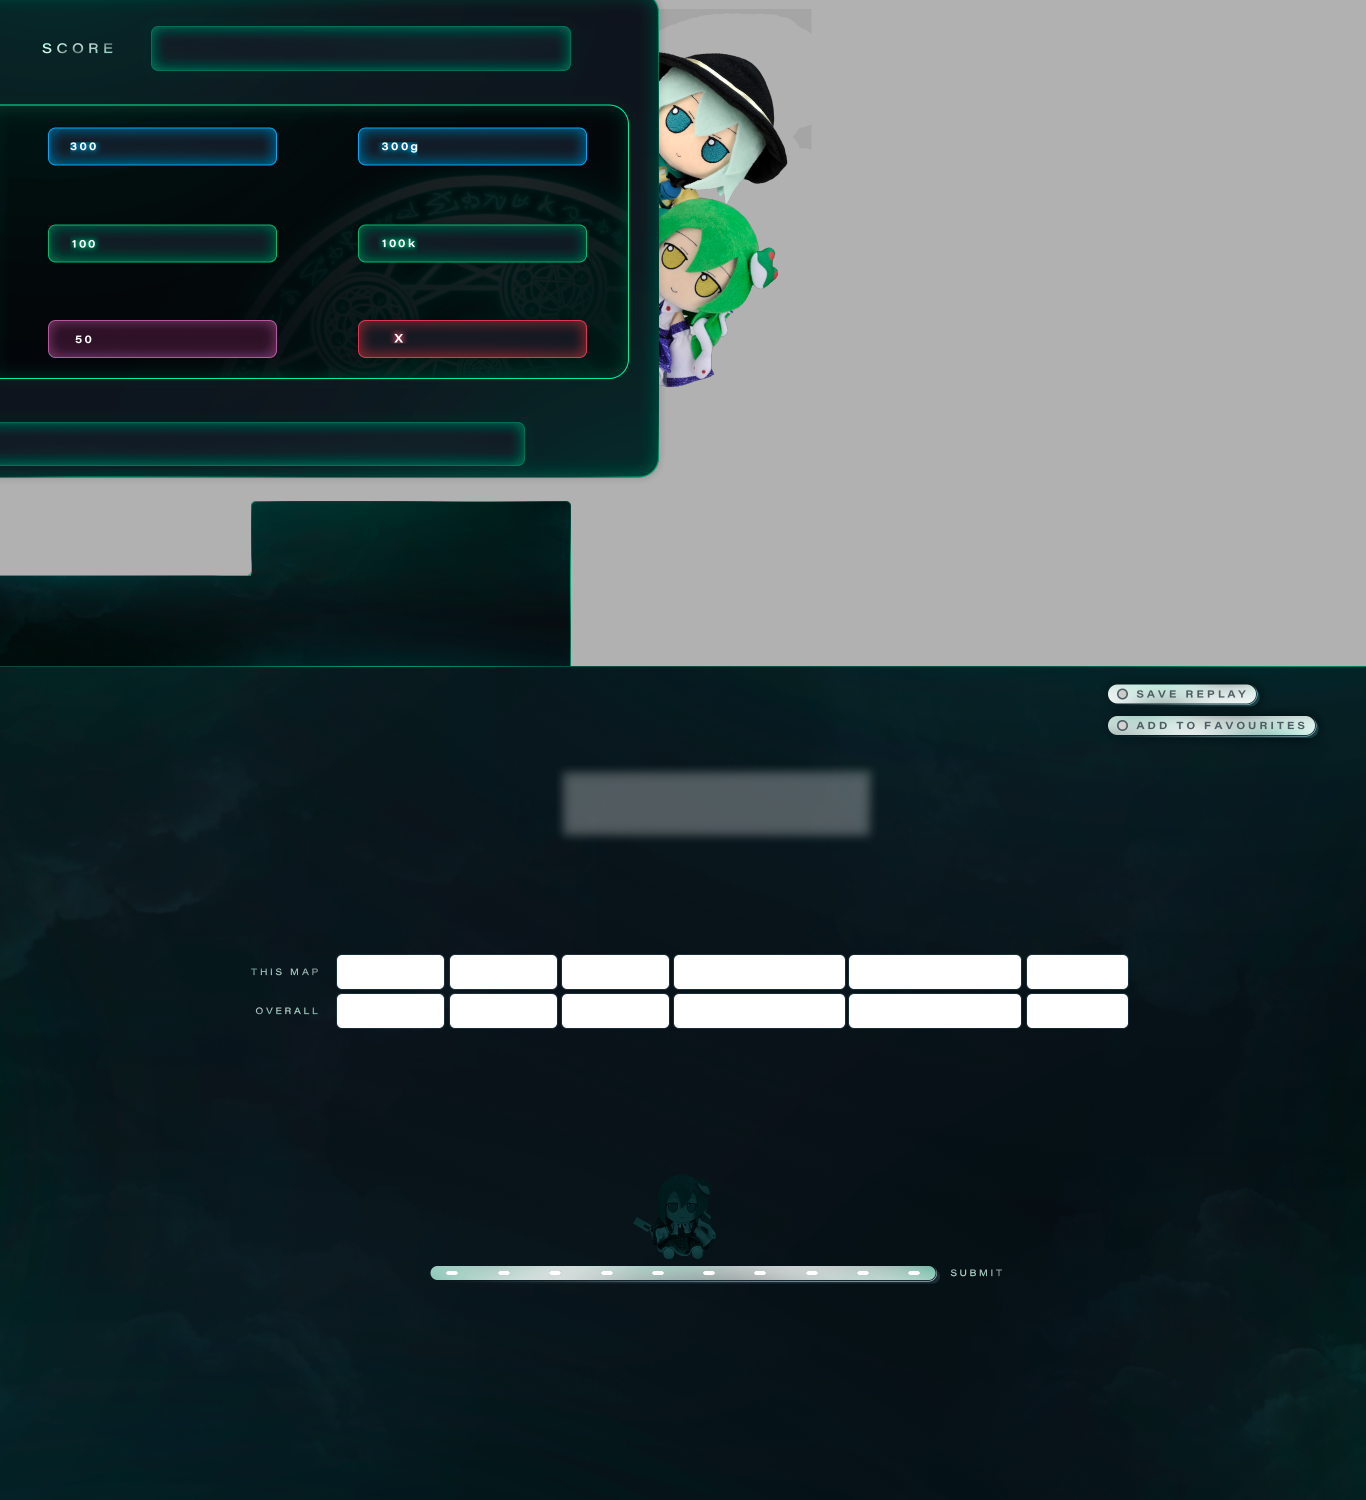 SCORE
300
300g
100
100k
50
X
SAVE REPLAY
ADD TO FAVOURITES
THIS MAP
OVERALL
SUBMIT